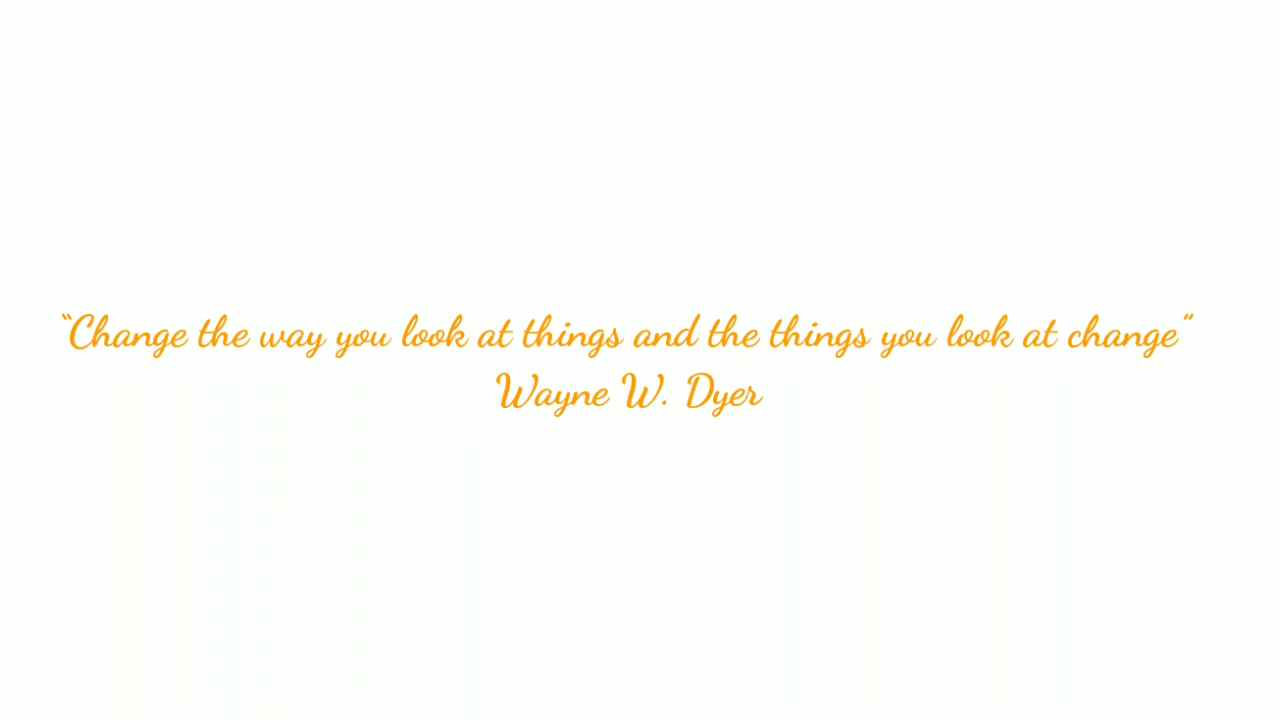 “Change the way you look at things and the things you look at change”
Wayne W. Dyer